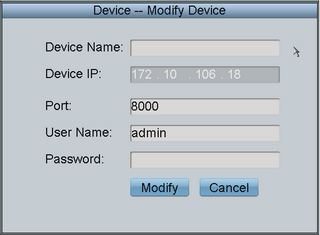 Device -- Modify Device
Device Name:
Device IP: 172 . 10 . 106 . 18
Port: 8000
User Name: admin
Password:
Modify Cancel